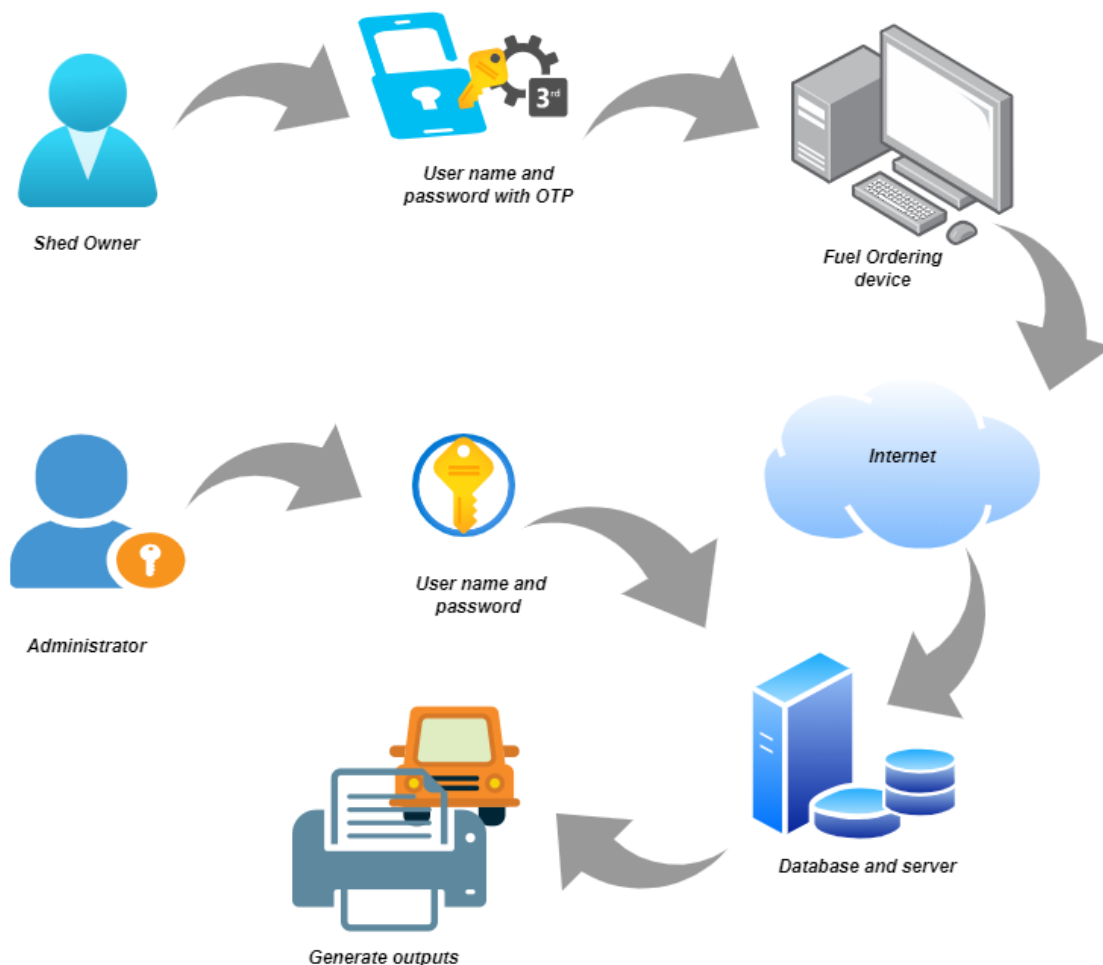 3rd
User name and
password with OTP
Shed Owner
Fuel Ordering
device
Internet
User name and
password
Administrator
Database and server
Generate outputs